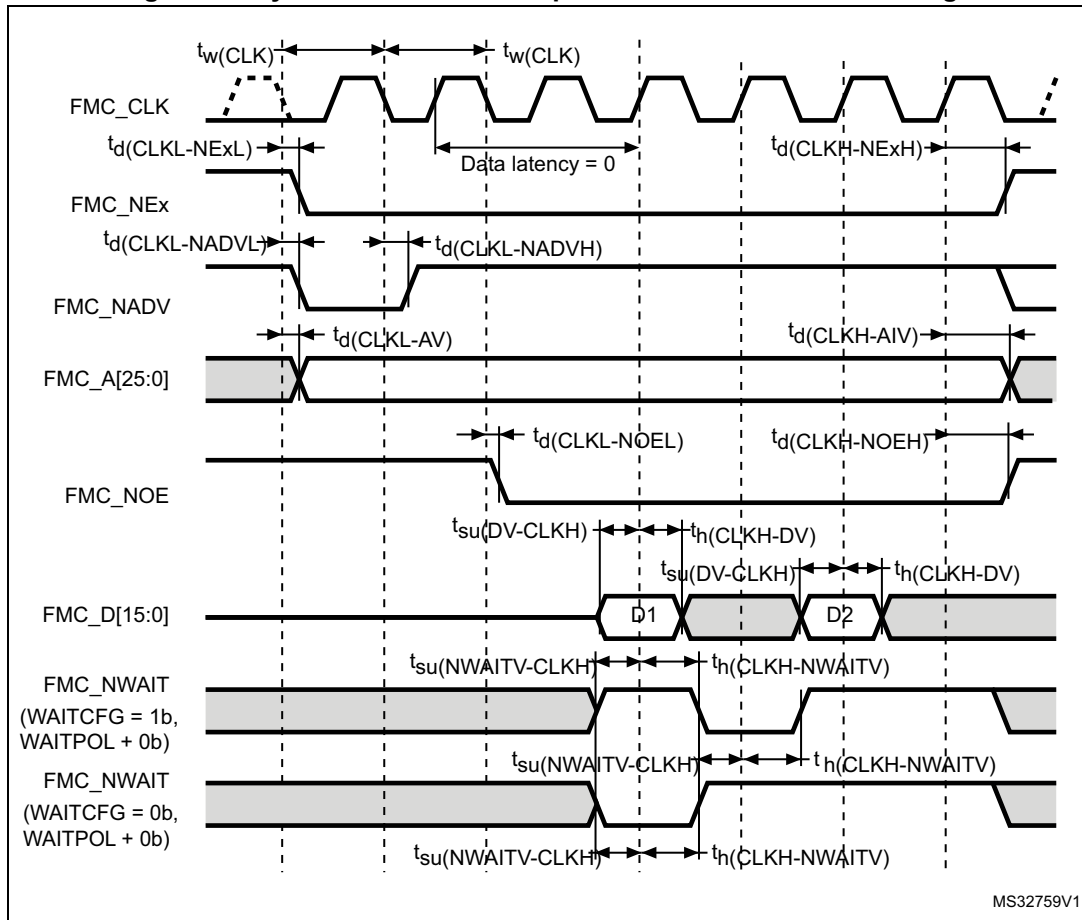 tw(CLK) tw(CLK)
FMC_CLK
td(CLKL-NExL) Data latency = 0 td(CLKH-NExH)
FMC_NEx
td(CLKL-NADVL) td(CLKL-NADVH)
FMC_NADV
td(CLKL-AV) td(CLKH-AIV)
FMC_A[25:0]
td(CLKL-NOEL) td(CLKH-NOEH)
FMC_NOE
tsu(DV-CLKH) th(CLKH-DV)
tsu(DV-CLKH) th(CLKH-DV)
FMC_D[15:0] D1 D2
tsu(NWAITV-CLKH) th(CLKH-NWAITV)
FMC_NWAIT
(WAITCFG = 1b,
WAITPOL + 0b)
tsu(NWAITV-CLKH) th(CLKH-NWAITV)
FMC_NWAIT
(WAITCFG = 0b,
WAITPOL + 0b)
tsu(NWAITV-CLKH) th(CLKH-NWAITV)
MS32759V1